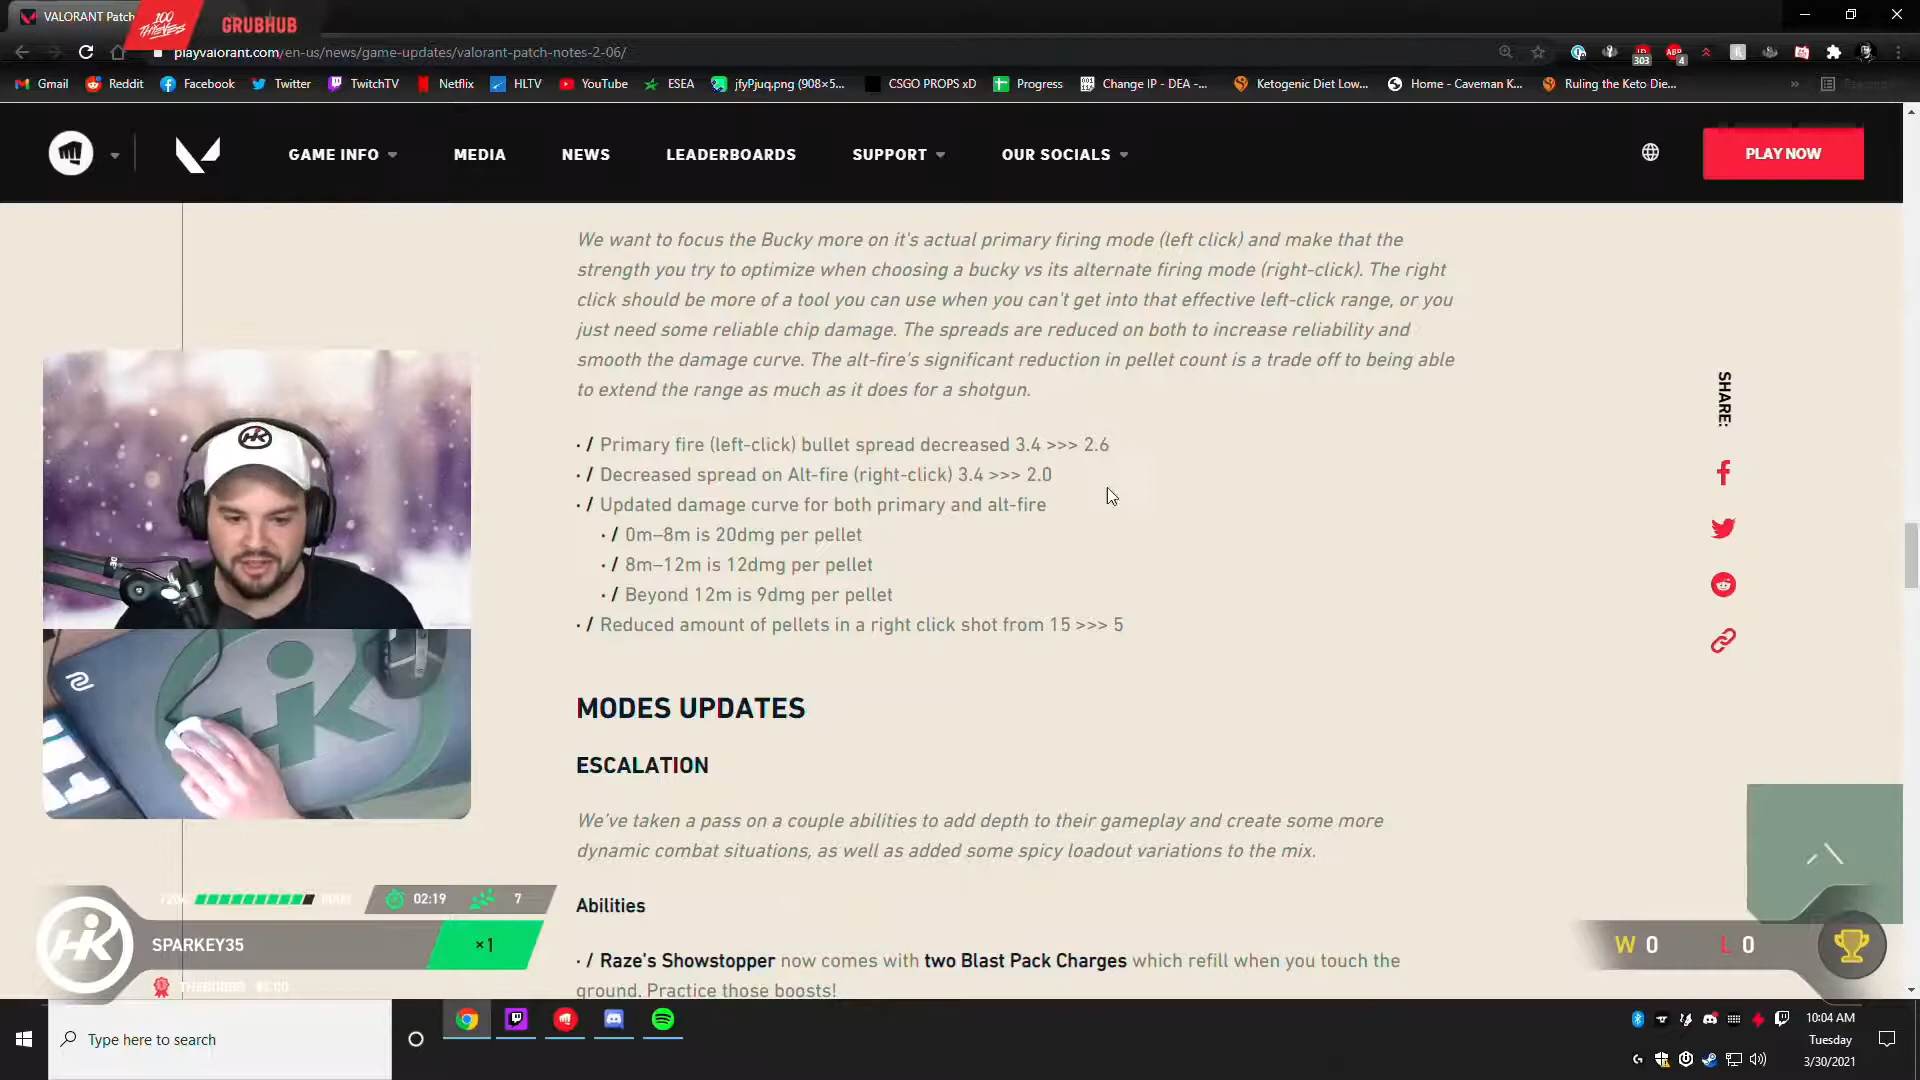 VALORANT Patch
100 THIEVES
GRUBHUB
playvalorant.com/en-us/news/game-updates/valorant-patch-notes-2-06/
303
4
Gmail
Reddit
Facebook
Twitter
TwitchTV
Netflix
HLTV
YouTube
ESEA
jfyPjuq.png (908×5...
CSGO PROPS xD
Progress
Change IP - DEA -...
Ketogenic Diet Low...
Home - Caveman K...
Ruling the Keto Die...
GAME INFO
MEDIA
NEWS
LEADERBOARDS
SUPPORT
OUR SOCIALS
PLAY NOW
We want to focus the Bucky more on it's actual primary firing mode (left click) and make that the
strength you try to optimize when choosing a bucky vs its alternate firing mode (right-click). The right
click should be more of a tool you can use when you can't get into that effective left-click range, or you
just need some reliable chip damage. The spreads are reduced on both to increase reliability and
smooth the damage curve. The alt-fire's significant reduction in pellet count is a trade off to being able
to extend the range as much as it does for a shotgun.
· / Primary fire (left-click) bullet spread decreased 3.4 >>> 2.6
· / Decreased spread on Alt-fire (right-click) 3.4 >>> 2.0
· / Updated damage curve for both primary and alt-fire
· / 0m–8m is 20dmg per pellet
· / 8m–12m is 12dmg per pellet
· / Beyond 12m is 9dmg per pellet
· / Reduced amount of pellets in a right click shot from 15 >>> 5
SHARE:
MODES UPDATES
ESCALATION
We've taken a pass on a couple abilities to add depth to their gameplay and create some more
dynamic combat situations, as well as added some spicy loadout variations to the mix.
Abilities
· / Raze's Showstopper now comes with two Blast Pack Charges which refill when you touch the
ground. Practice those boosts!
02:19
7
HK
SPARKEY35
×1
W 0
L 0
Type here to search
10:04 AM
Tuesday
3/30/2021